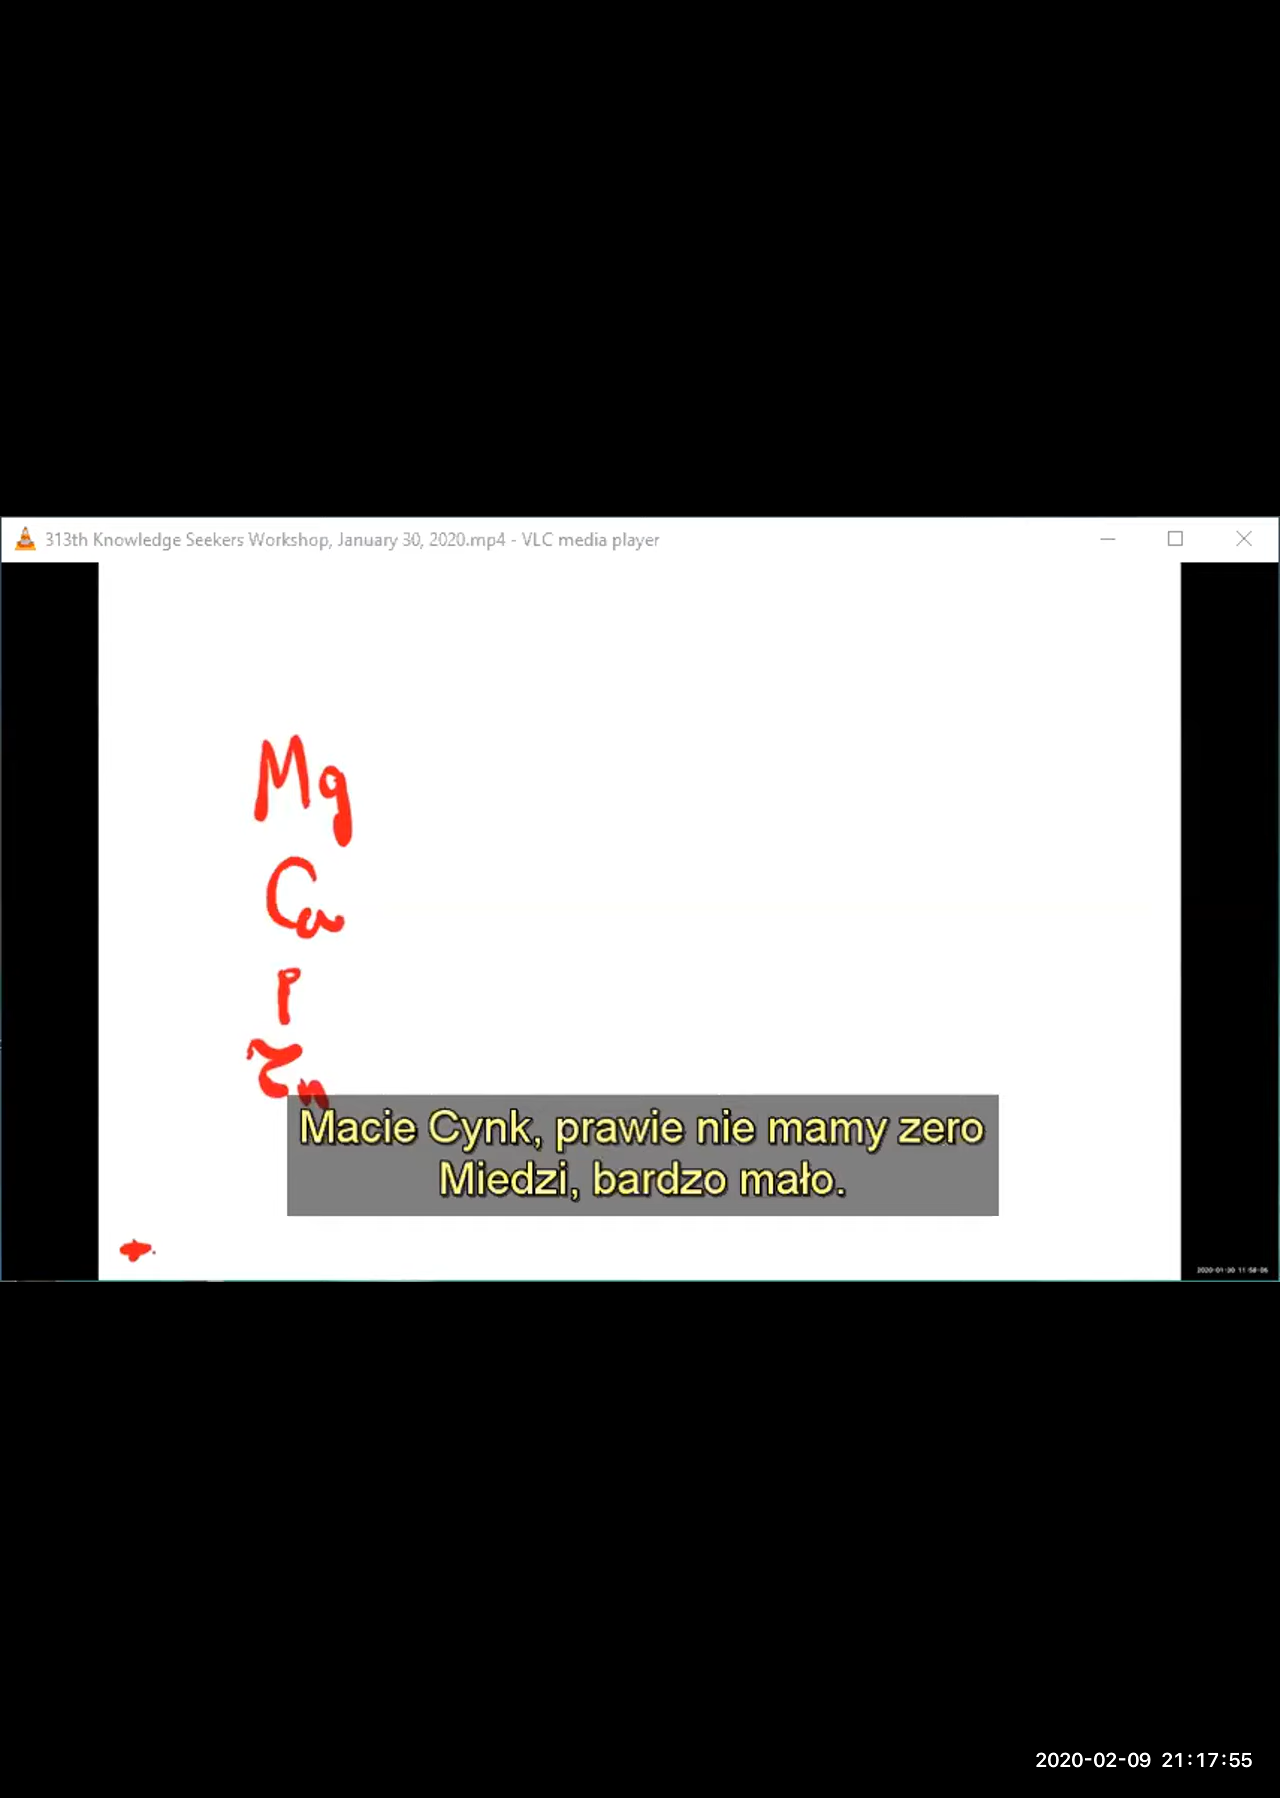 313th Knowledge Seekers Workshop, January 30, 2020.mp4 - VLC media player
Mg
Ca
P
Zn
Macie Cynk, prawie nie mamy zero
Miedzi, bardzo mało.
2020-02-09 21:17:55